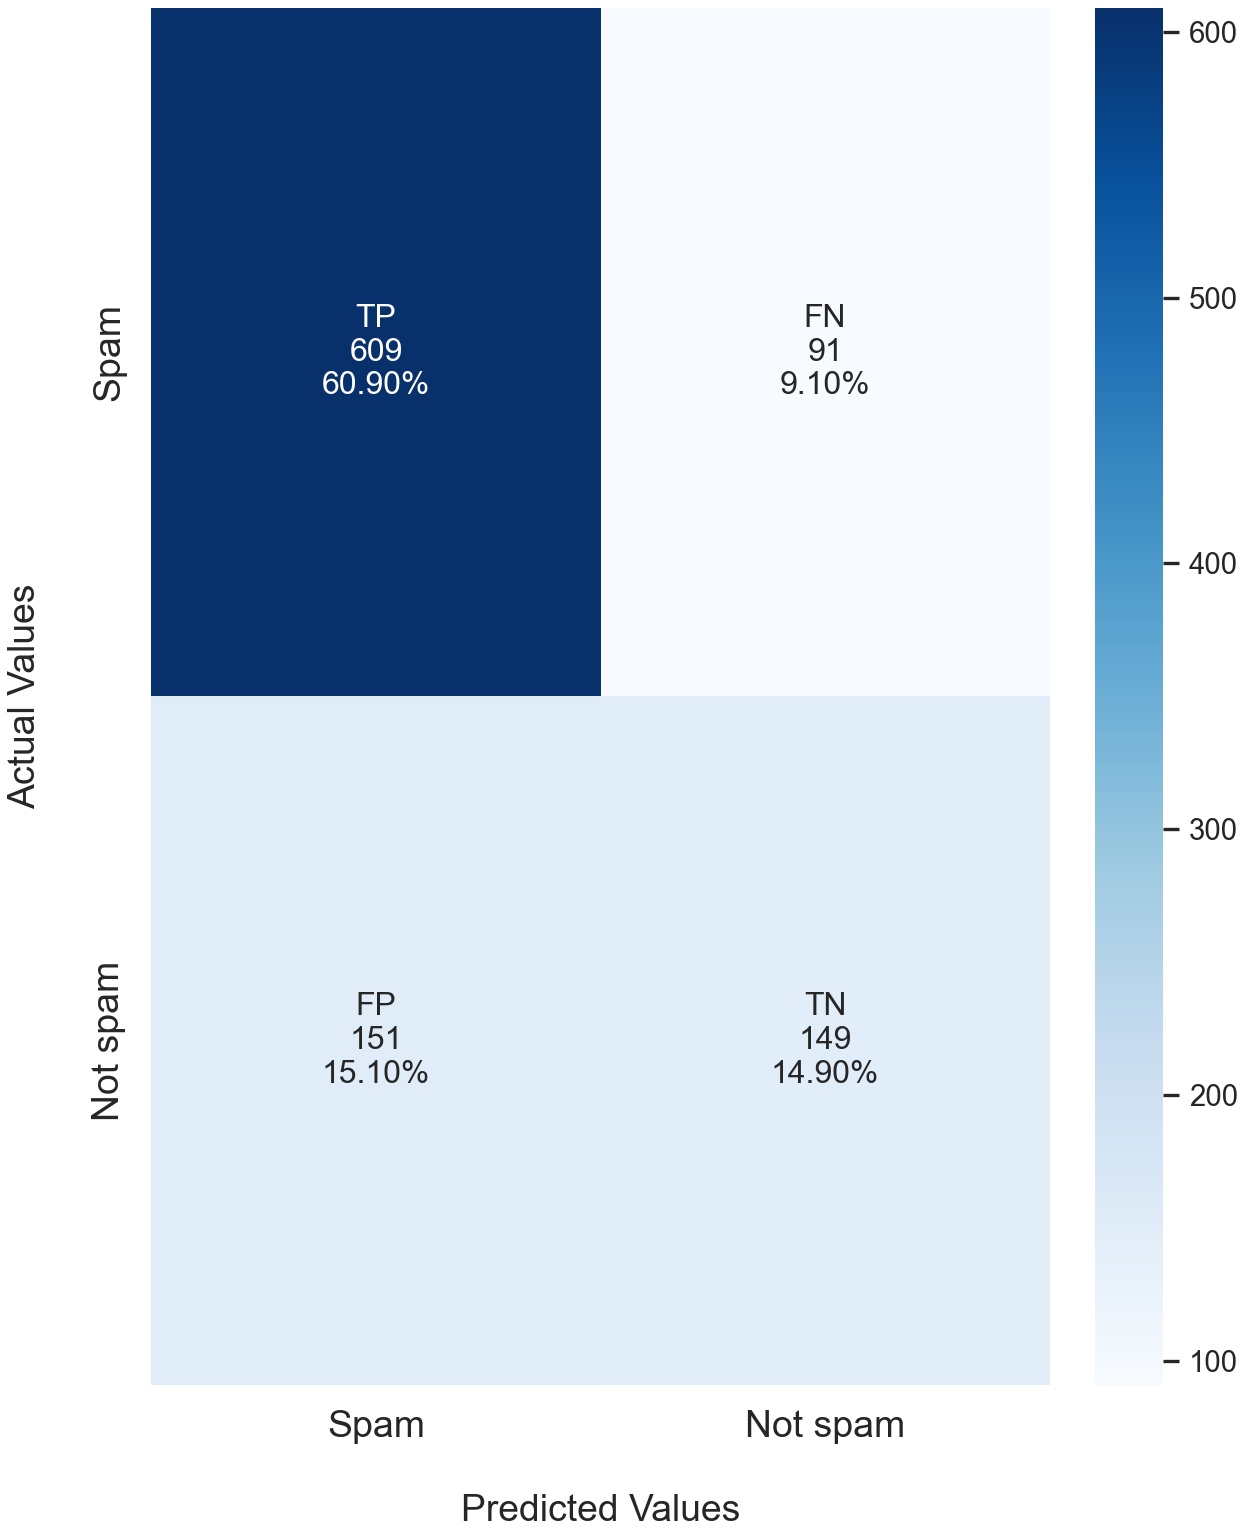 Actual Values
Spam
Not spam
TP
609
60.90%
FN
91
9.10%
FP
151
15.10%
TN
149
14.90%
Spam
Not spam
Predicted Values
600
500
400
300
200
100